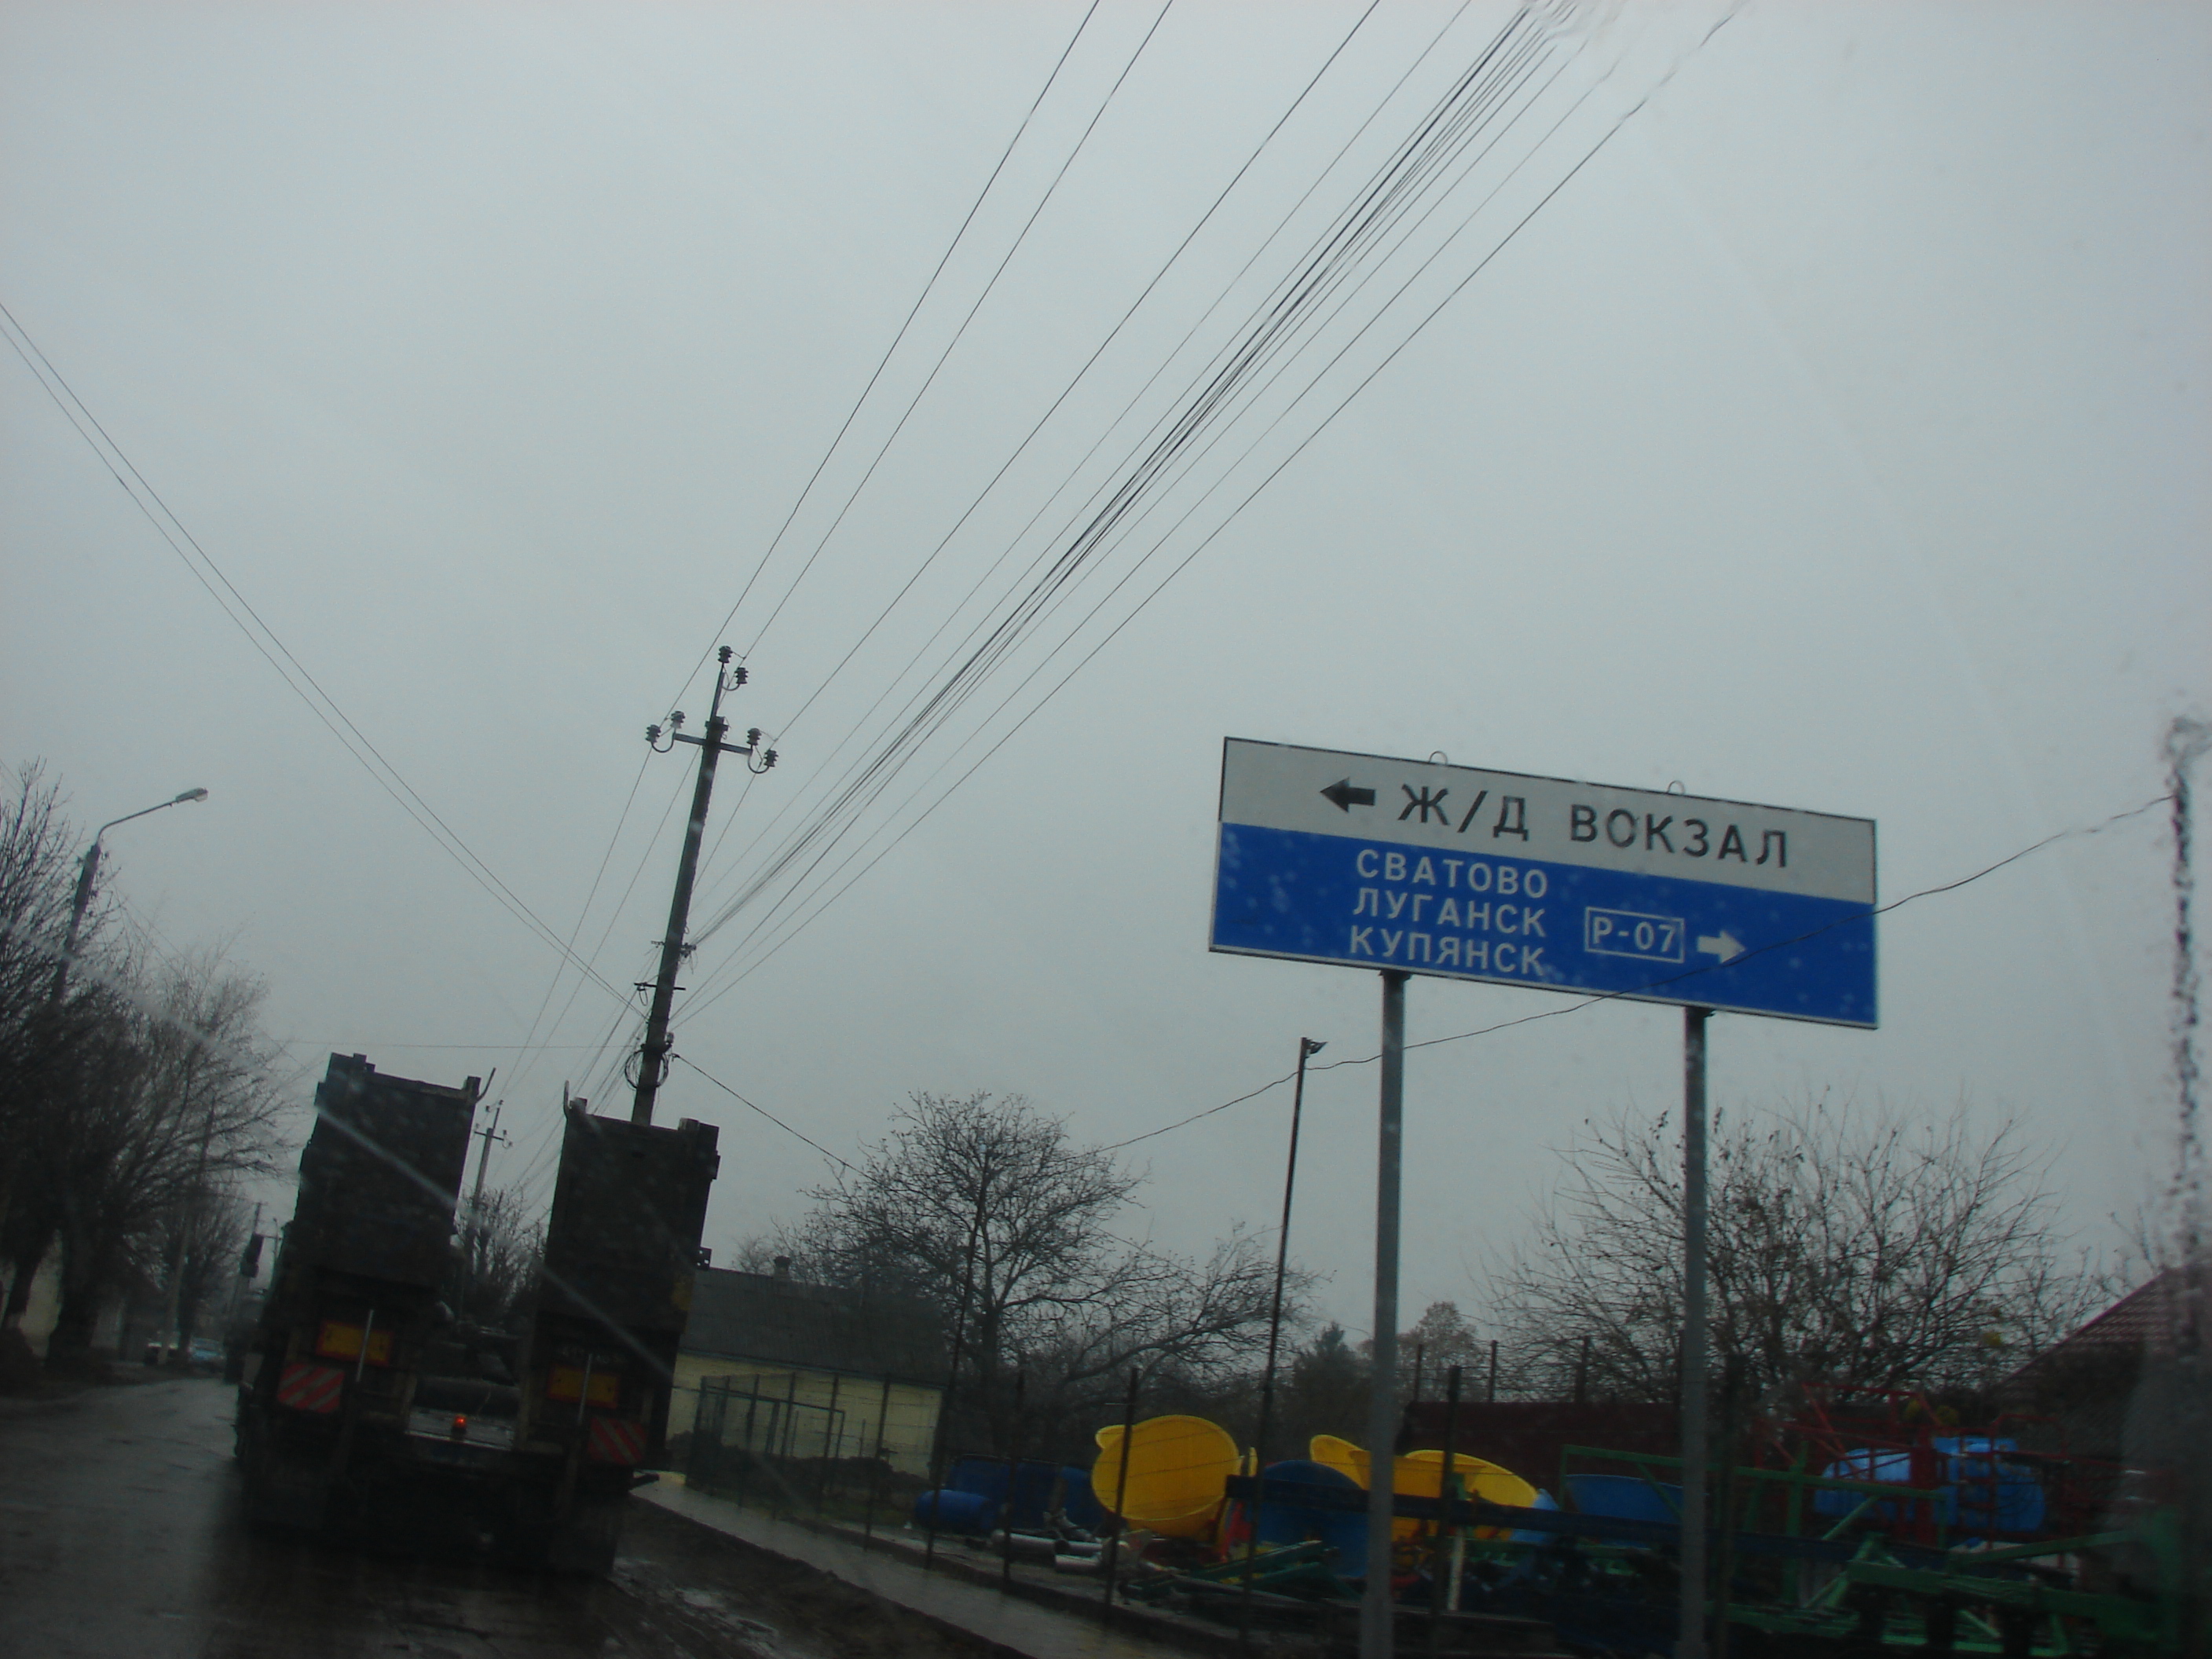 Ж/Д ВОКЗАЛ
СВАТОВО
ЛУГАНСК
КУПЯНСК
Р-07